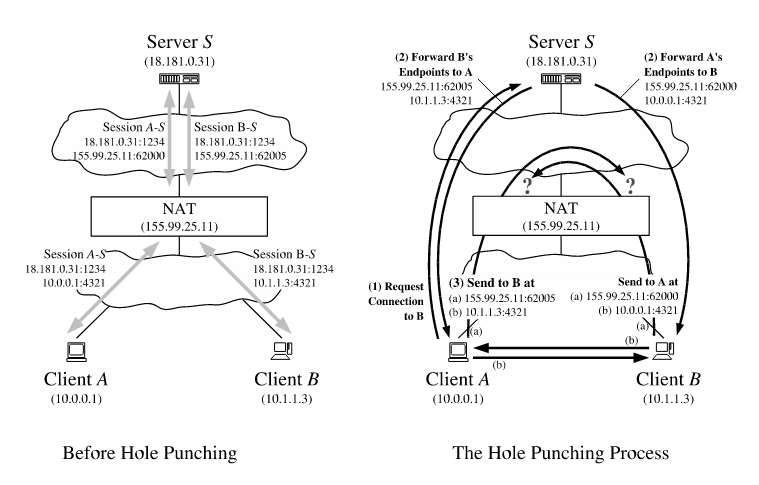 Server S
(18.181.0.31)
Session A-S
18.181.0.31:1234
155.99.25.11:62000
Session B-S
18.181.0.31:1234
155.99.25.11:62005
NAT
(155.99.25.11)
Session A-S
18.181.0.31:1234
10.0.0.1:4321
Session B-S
18.181.0.31:1234
10.1.1.3:4321
Client A
(10.0.0.1)
Client B
(10.1.1.3)
Before Hole Punching
Server S
(18.181.0.31)
(2) Forward B's
Endpoints to A
155.99.25.11:62005
10.1.1.3:4321
(2) Forward A's
Endpoints to B
155.99.25.11:62000
10.0.0.1:4321
?
?
NAT
(155.99.25.11)
(1) Request
Connection
to B
(3) Send to B at
(a) 155.99.25.11:62005
(b) 10.1.1.3:4321
(a)
Send to A at
(a) 155.99.25.11:62000
(b) 10.0.0.1:4321
(a)
(b)
(b)
Client A
(10.0.0.1)
Client B
(10.1.1.3)
The Hole Punching Process